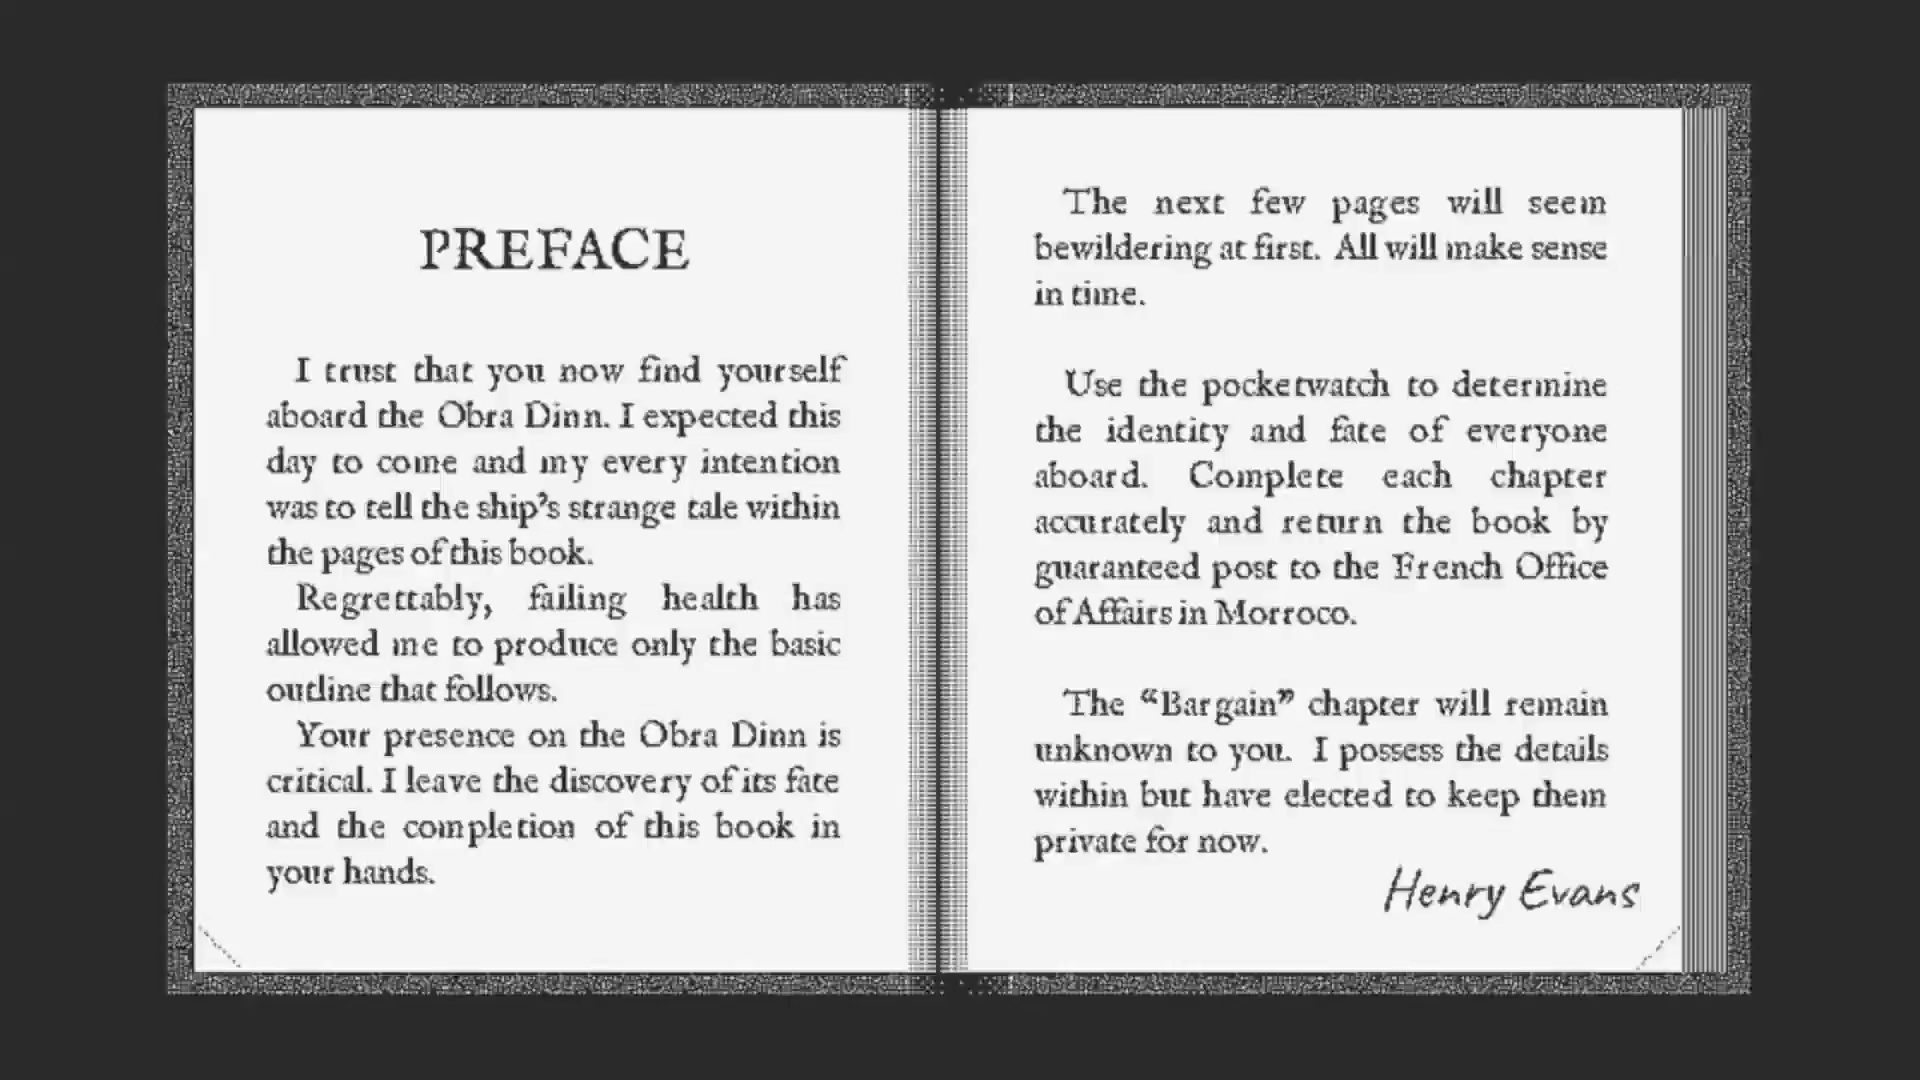 PREFACE
I trust that you now find yourself
aboard the Obra Dinn. I expected this
day to come and my every intention
was to tell the ship's strange tale within
the pages of this book.
Regrettably, failing health has
allowed me to produce only the basic
outline that follows.
Your presence on the Obra Dinn is
critical. I leave the discovery of its fate
and the completion of this book in
your hands.
The next few pages will seem
bewildering at first. All will make sense
in time.
Use the pocketwatch to determine
the identity and fate of everyone
aboard. Complete each chapter
accurately and return the book by
guaranteed post to the French Office
of Affairs in Morroco.
The “Bargain” chapter will remain
unknown to you. I possess the details
within but have elected to keep them
private for now.
Henry Evans